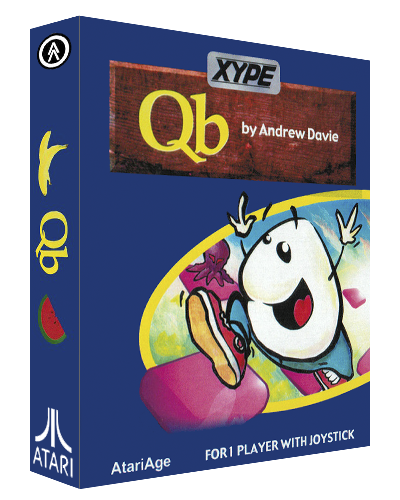 XYPE
Qb
by Andrew Davie
Qb
ATARI
AtariAge
FOR 1 PLAYER WITH JOYSTICK